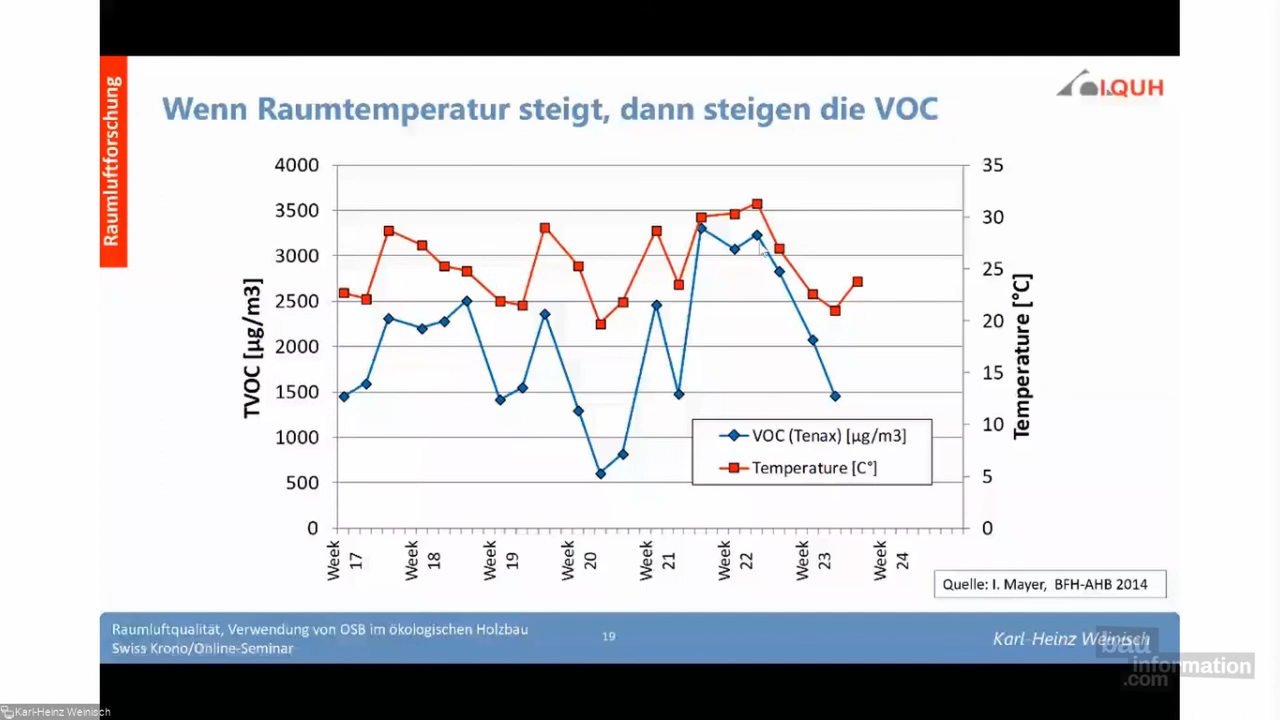 Raumluftforschung
IQUH
Wenn Raumtemperatur steigt, dann steigen die VOC
4000
3500
3000
2500
2000
1500
1000
500
0
TVOC [µg/m3]
35
30
25
20
15
10
5
0
Temperature [°C]
VOC (Tenax) [µg/m3]
Temperature [C°]
Week 17
Week 18
Week 19
Week 20
Week 21
Week 22
Week 23
Week 24
Quelle: I. Mayer, BFH-AHB 2014
Raumluftqualität, Verwendung von OSB im ökologischen Holzbau
Swiss Krono/Online-Seminar
19
Karl-Heinz Weinisch
bau
information
.com
Karl-Heinz Weinisch